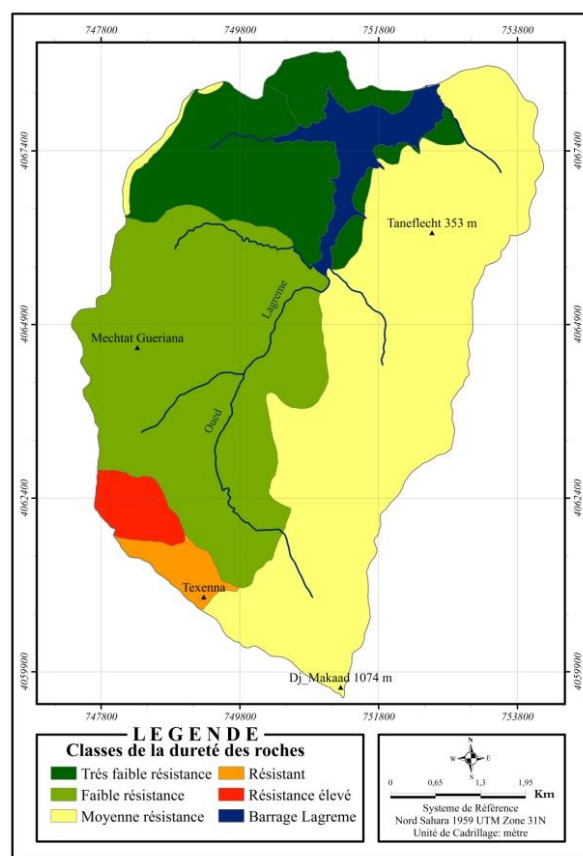 747800 749800 751800 753800
4067400 4067400
Taneflecht 353 m
4064900 4064900
Lagreme
Mechtat Gueriana
Oued
4062400 4062400
Texenna
4059900 4059900
Dj_Makaad 1074 m
747800 749800 751800 753800
LEGENDE
Classes de la dureté des roches
Trés faible résistance
Faible résistance
Moyenne résistance
Résistant
Résistance élevé
Barrage Lagreme
N
W E
S
0 0,65 1,3 1,95
Km
Systeme de Référence
Nord Sahara 1959 UTM Zone 31N
Unité de Cadrillage: mètre